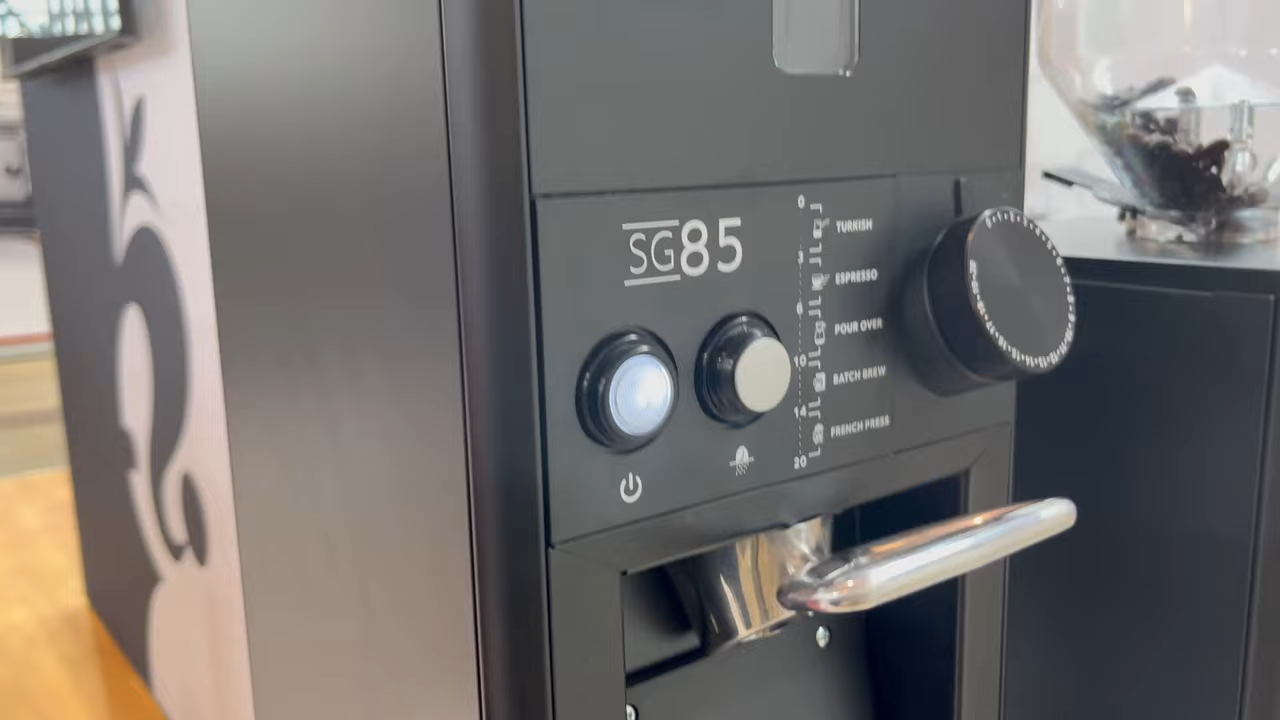 SG85
0
TURKISH
3
ESPRESSO
6
POUR OVER
10
BATCH BREW
14
FRENCH PRESS
20